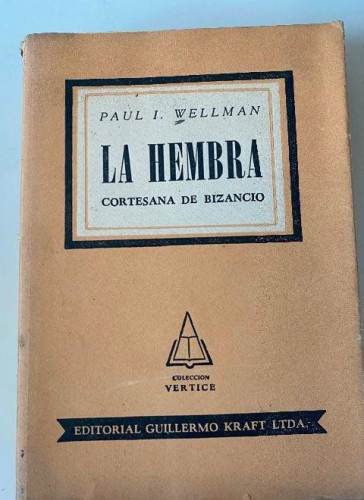 PAUL I. WELLMAN
LA HEMBRA
CORTESANA DE BIZANCIO
COLECCION
VERTICE
EDITORIAL GUILLERMO KRAFT LTDA.